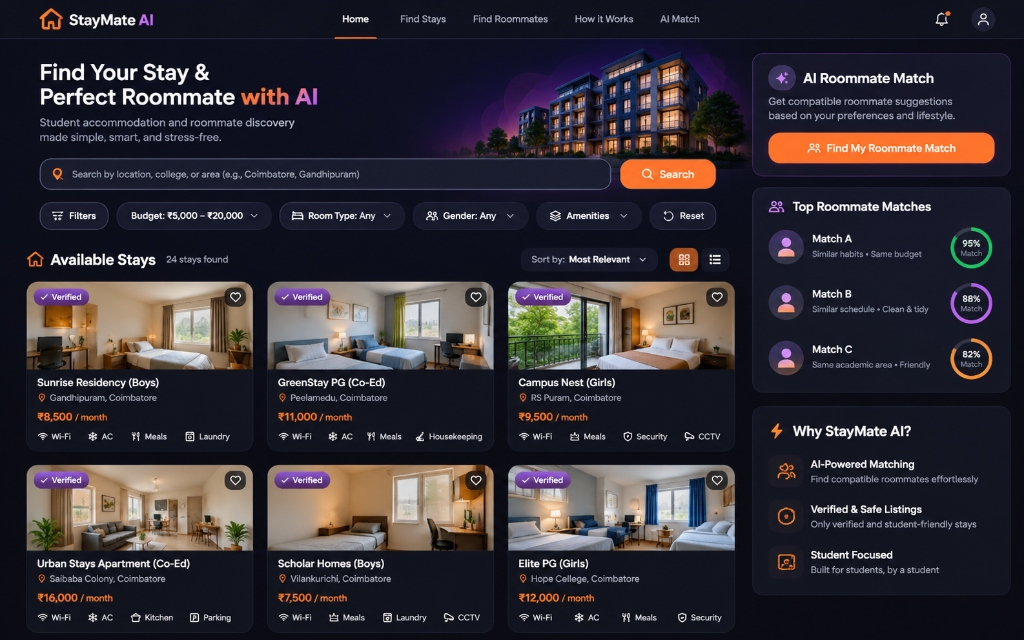 StayMate AI
Home
Find Stays
Find Roommates
How it Works
AI Match
Find Your Stay &
Perfect Roommate with AI
Student accommodation and roommate discovery
made simple, smart, and stress-free.
Search by location, college, or area (e.g., Coimbatore, Gandhipuram)
Search
Filters
Budget: ₹5,000 – ₹20,000
Room Type: Any
Gender: Any
Amenities
Reset
Available Stays
24 stays found
Sort by: Most Relevant
Verified
Sunrise Residency (Boys)
Gandhipuram, Coimbatore
₹8,500 / month
Wi-Fi
AC
Meals
Laundry
Verified
GreenStay PG (Co-Ed)
Peelamedu, Coimbatore
₹11,000 / month
Wi-Fi
AC
Meals
Housekeeping
Verified
Campus Nest (Girls)
RS Puram, Coimbatore
₹9,500 / month
Wi-Fi
Meals
Security
CCTV
Verified
Urban Stays Apartment (Co-Ed)
Saibaba Colony, Coimbatore
₹16,000 / month
Wi-Fi
AC
Kitchen
Parking
Verified
Scholar Homes (Boys)
Vilankurichi, Coimbatore
₹7,500 / month
Wi-Fi
Meals
Laundry
CCTV
Verified
Elite PG (Girls)
Hope College, Coimbatore
₹12,000 / month
Wi-Fi
AC
Meals
Security
AI Roommate Match
Get compatible roommate suggestions
based on your preferences and lifestyle.
Find My Roommate Match
Top Roommate Matches
Match A
Similar habits • Same budget
95%
Match
Match B
Similar schedule • Clean & tidy
88%
Match
Match C
Same academic area • Friendly
82%
Match
Why StayMate AI?
AI-Powered Matching
Find compatible roommates effortlessly
Verified & Safe Listings
Only verified and student-friendly stays
Student Focused
Built for students, by a student